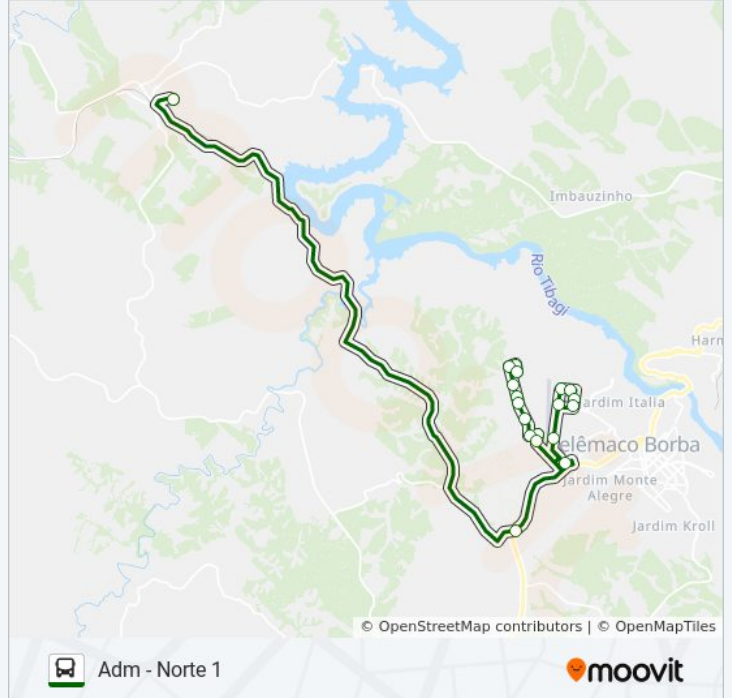 Imbauzinho
Rio Tibagi
Harm
Jardim Italia
elêmaco Borba
Jardim Monte
Alegre
Jardim Kroll
© OpenStreetMap contributors | © OpenMapTiles
Adm - Norte 1
moovit